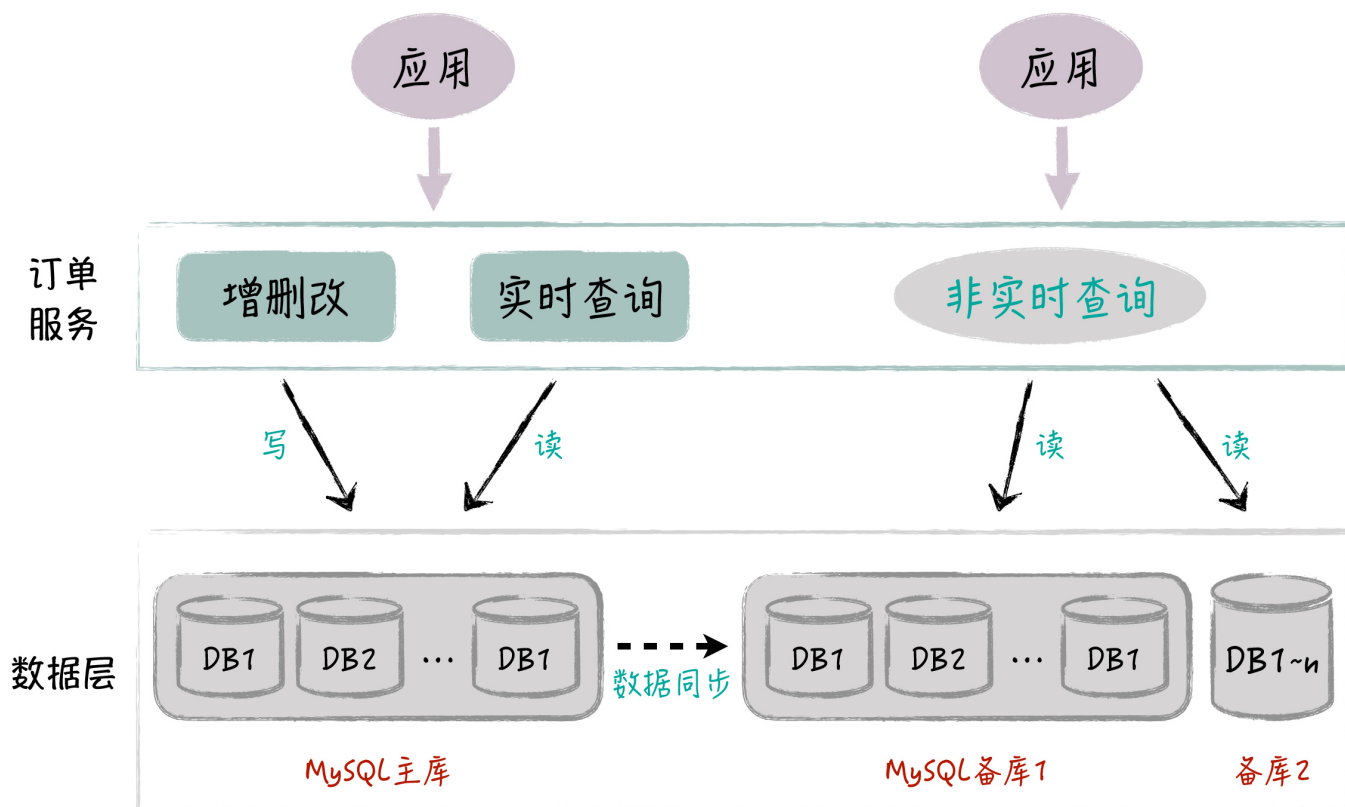 应用
应用
订单
服务
增删改
实时查询
非实时查询
写
读
读
读
数据层
DB1
DB2
...
DB1
数据同步
DB1
DB2
...
DB1
DB1~n
MySQL主库
MySQL备库1
备库2